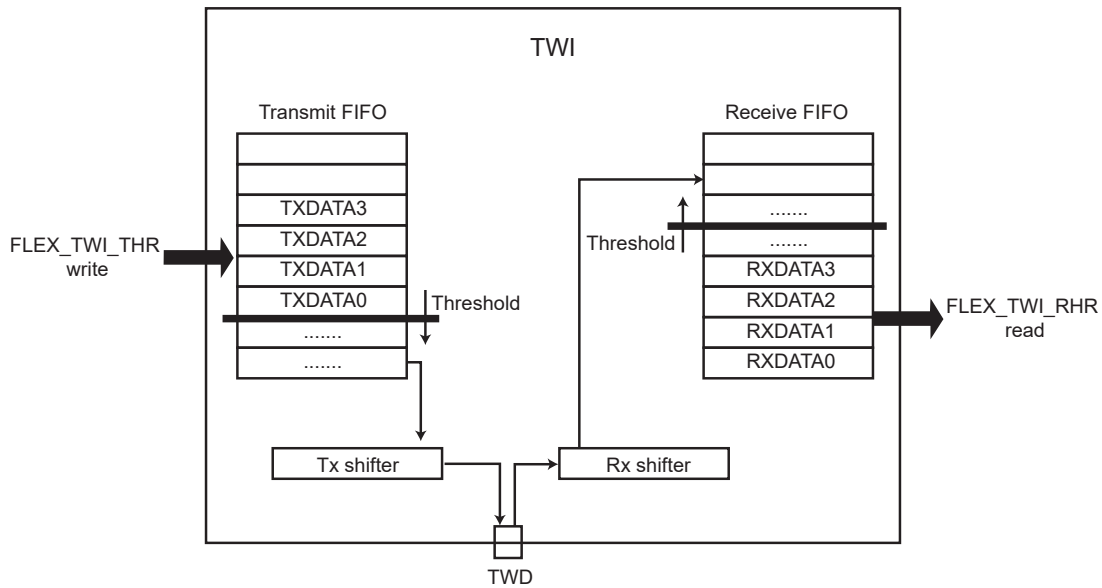 TWI
Transmit FIFO
Receive FIFO
TXDATA3
TXDATA2
TXDATA1
TXDATA0
.......
.......
FLEX_TWI_THR
write
Threshold
.......
.......
RXDATA3
RXDATA2
RXDATA1
RXDATA0
Threshold
FLEX_TWI_RHR
read
Tx shifter
Rx shifter
TWD